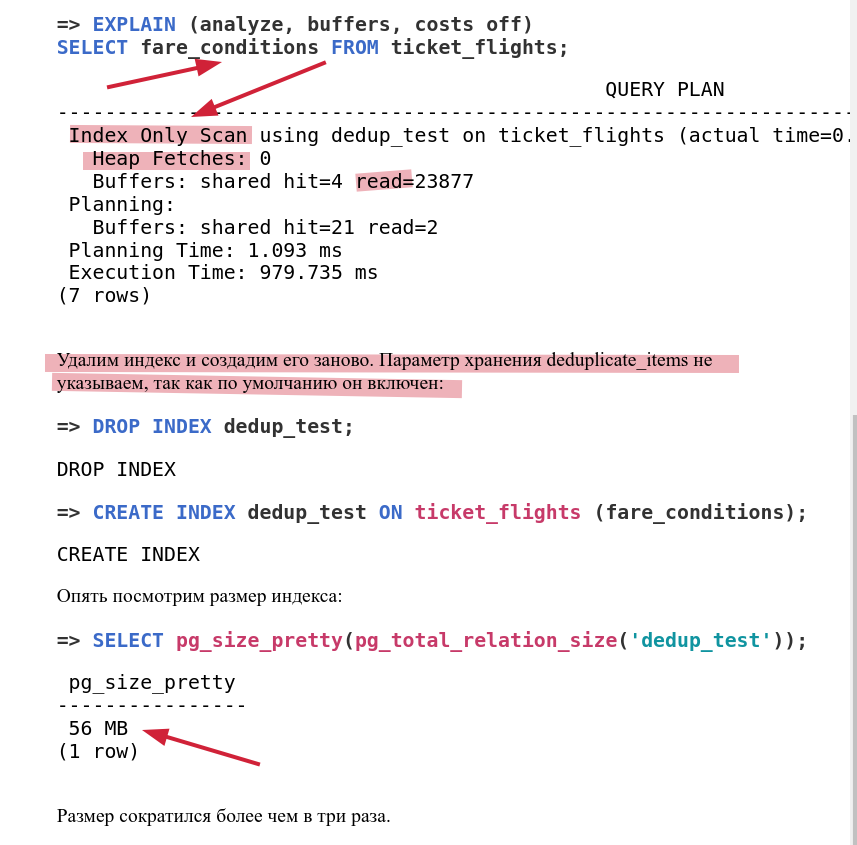 => EXPLAIN (analyze, buffers, costs off)
SELECT fare_conditions FROM ticket_flights;
QUERY PLAN
-------------------------------------------------------------------
Index Only Scan using dedup_test on ticket_flights (actual time=0.
Heap Fetches: 0
Buffers: shared hit=4 read=23877
Planning:
Buffers: shared hit=21 read=2
Planning Time: 1.093 ms
Execution Time: 979.735 ms
(7 rows)
Удалим индекс и создадим его заново. Параметр хранения deduplicate_items не
указываем, так как по умолчанию он включен:
=> DROP INDEX dedup_test;
DROP INDEX
=> CREATE INDEX dedup_test ON ticket_flights (fare_conditions);
CREATE INDEX
Опять посмотрим размер индекса:
=> SELECT pg_size_pretty(pg_total_relation_size('dedup_test'));
pg_size_pretty
----------------
56 MB
(1 row)
Размер сократился более чем в три раза.